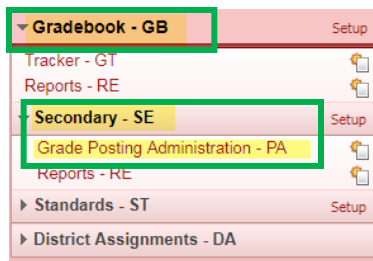 Gradebook - GB Setup
Tracker - GT
Reports - RE
Secondary - SE Setup
Grade Posting Administration - PA
Reports - RE
Standards - ST Setup
District Assignments - DA